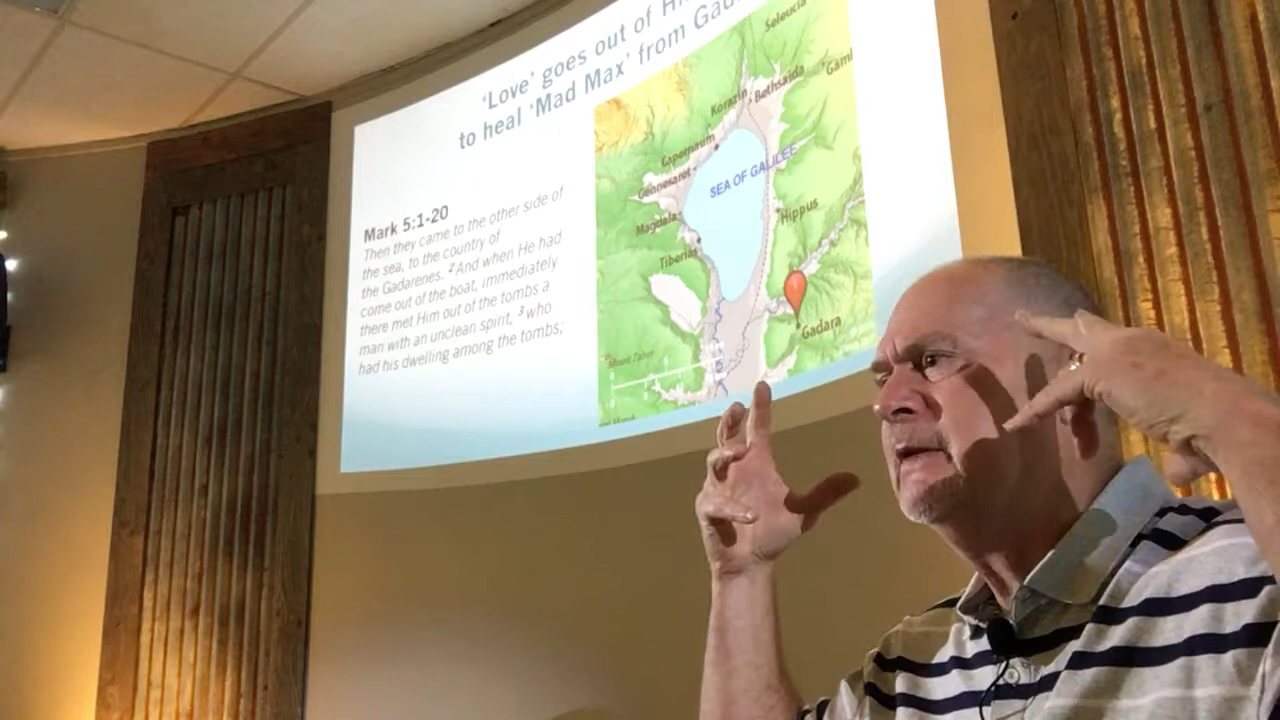 'Love' goes out of
to heal 'Mad Max' from
Mark 5:1-20
Then they came to the other side of
the sea, to the country of
the Gadarenes. 2 And when He had
come out of the boat, immediately
there met Him out of the tombs a
man with an unclean spirit, 3 who
had his dwelling among the tombs;
Seleucia
Korazin
Bethsaida
Capernaum
Gennesaret
SEA OF GALILEE
Magdala
Hippus
Tiberias
Gadara
Mount Tabor